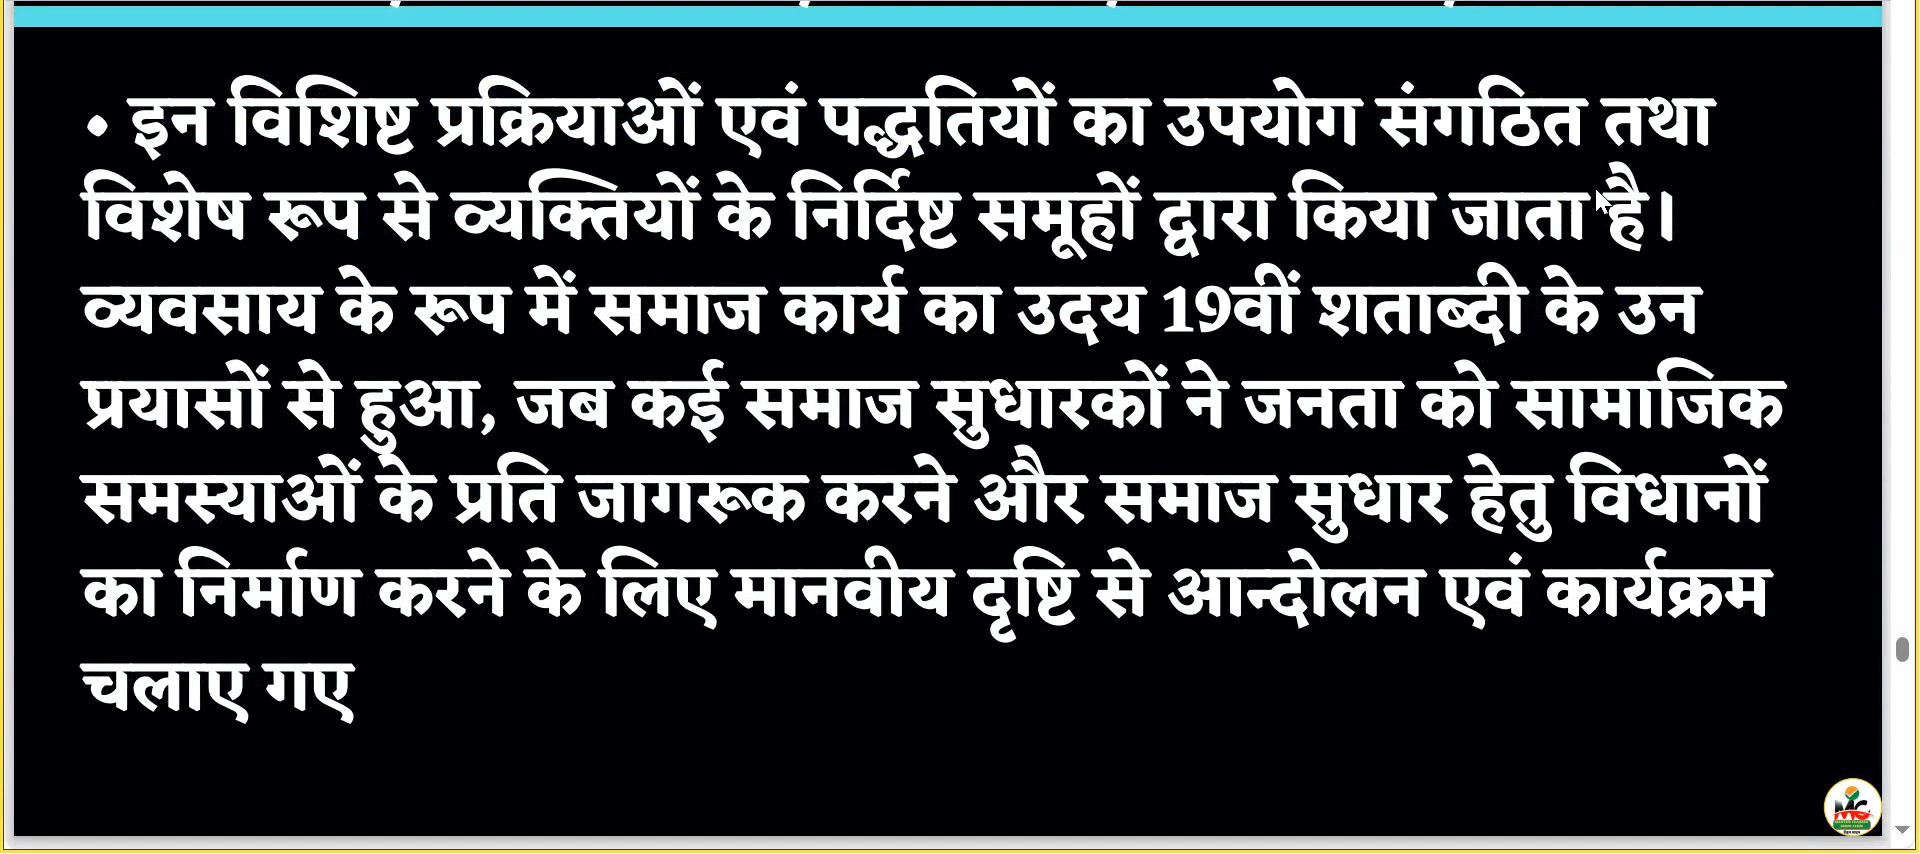 • इन विशिष्ट प्रक्रियाओं एवं पद्धतियों का उपयोग संगठित तथा
विशेष रूप से व्यक्तियों के निर्दिष्ट समूहों द्वारा किया जाता है।
व्यवसाय के रूप में समाज कार्य का उदय 19वीं शताब्दी के उन
प्रयासों से हुआ, जब कई समाज सुधारकों ने जनता को सामाजिक
समस्याओं के प्रति जागरूक करने और समाज सुधार हेतु विधानों
का निर्माण करने के लिए मानवीय दृष्टि से आन्दोलन एवं कार्यक्रम
चलाए गए
MG